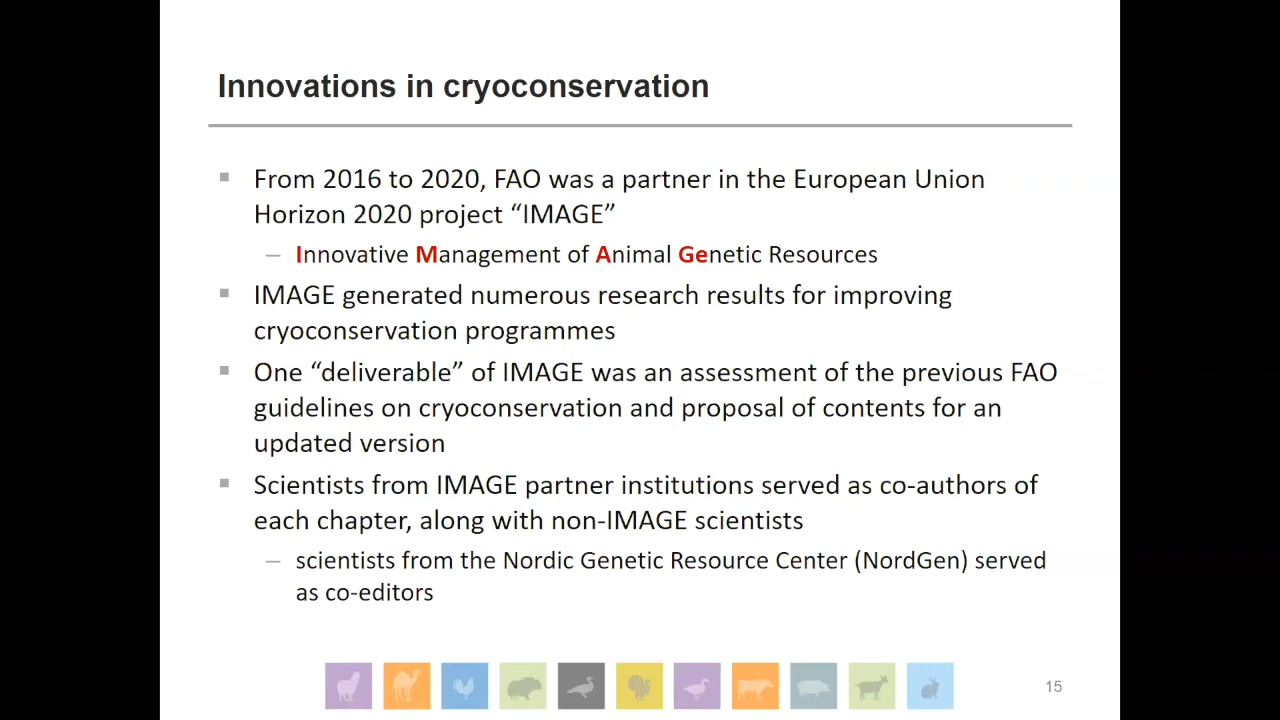 Innovations in cryoconservation
From 2016 to 2020, FAO was a partner in the European Union
Horizon 2020 project “IMAGE”
– Innovative Management of Animal Genetic Resources
IMAGE generated numerous research results for improving
cryoconservation programmes
One “deliverable” of IMAGE was an assessment of the previous FAO
guidelines on cryoconservation and proposal of contents for an
updated version
Scientists from IMAGE partner institutions served as co-authors of
each chapter, along with non-IMAGE scientists
– scientists from the Nordic Genetic Resource Center (NordGen) served
as co-editors
15